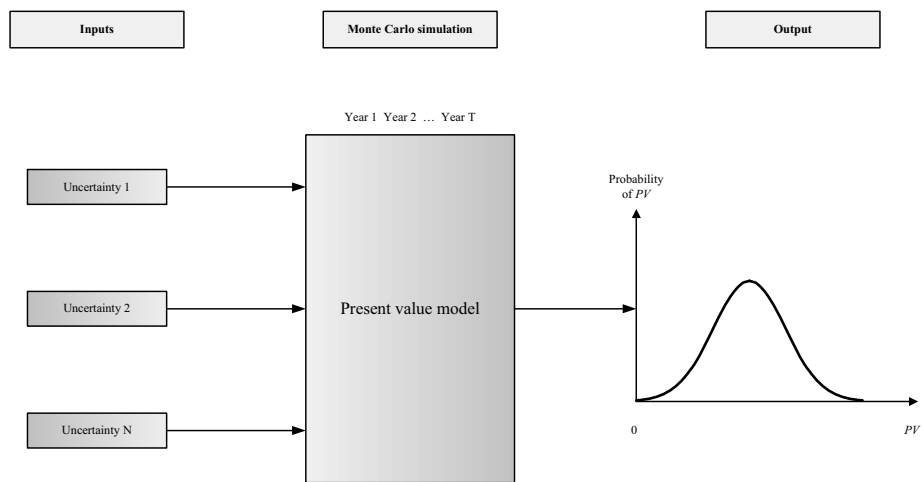 Inputs
Monte Carlo simulation
Output
Year 1 Year 2 … Year T
Uncertainty 1
Probability
of PV
Uncertainty 2
Present value model
Uncertainty N
0
PV